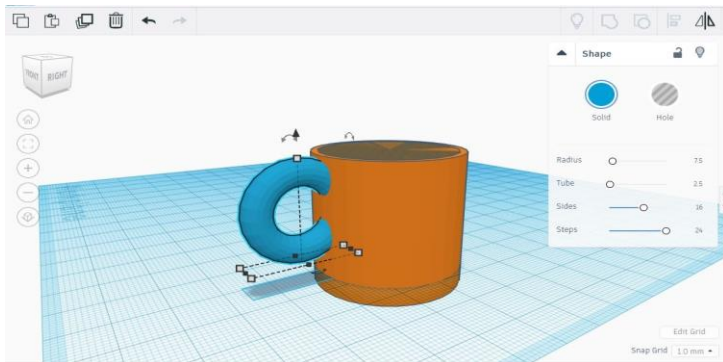 FRONT RIGHT
Shape
Solid Hole
Radius 7.5
Tube 2.5
Sides 16
Steps 24
Edit Grid
Snap Grid 1.0 mm